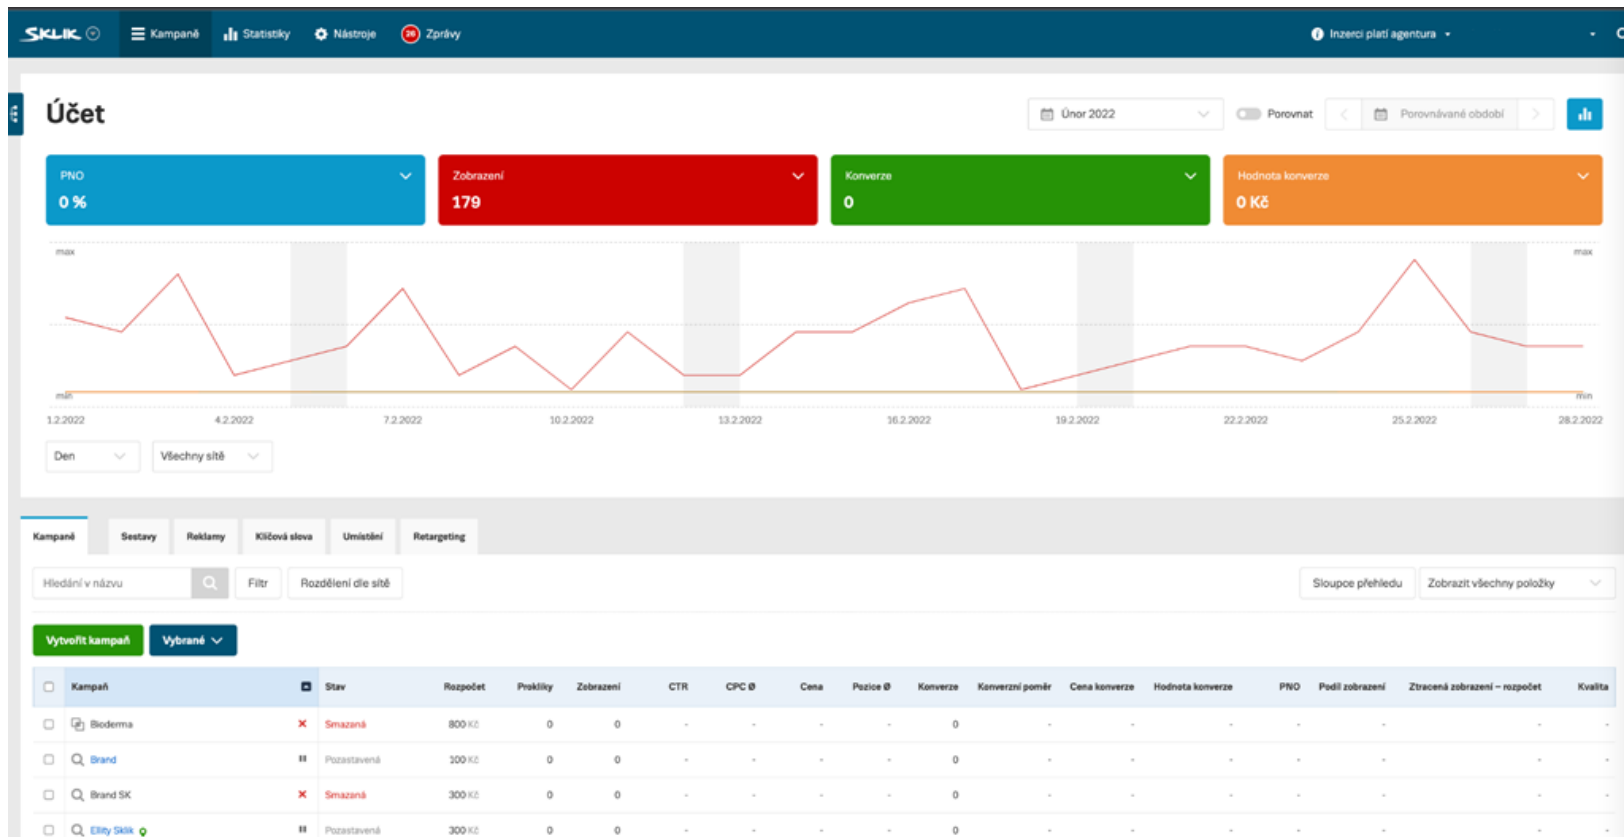 SKLIK Kampaně Statistiky Nástroje 26 Zprávy Inzerci platí agentura
Účet Únor 2022 Porovnat Porovnávané období
PNO Zobrazení Konverze Hodnota konverze
0 % 179 0 0 Kč
max max
min min
1.2.2022 4.2.2022 7.2.2022 10.2.2022 13.2.2022 16.2.2022 19.2.2022 22.2.2022 25.2.2022 28.2.2022
Den Všechny sítě
Kampaně Sestavy Reklamy Klíčová slova Umístění Retargeting
Hledání v názvu Filtr Rozdělení dle sítě Sloupce přehledu Zobrazit všechny položky
Vytvořit kampaň Vybrané
Kampaň Stav Rozpočet Prokliky Zobrazení CTR CPC Ø Cena Pozice Ø Konverze Konverzní poměr Cena konverze Hodnota konverze PNO Podíl zobrazení Ztracená zobrazení – rozpočet Kvalita
Bioderma Smazaná 800 Kč 0 0 - - - - 0 - - - - - - -
Brand Pozastavená 100 Kč 0 0 - - - - 0 - - - - - - -
Brand SK Smazaná 300 Kč 0 0 - - - - 0 - - - - - - -
Ellity Sklik Pozastavená 300 Kč 0 0 - - - - 0 - - - - - - -